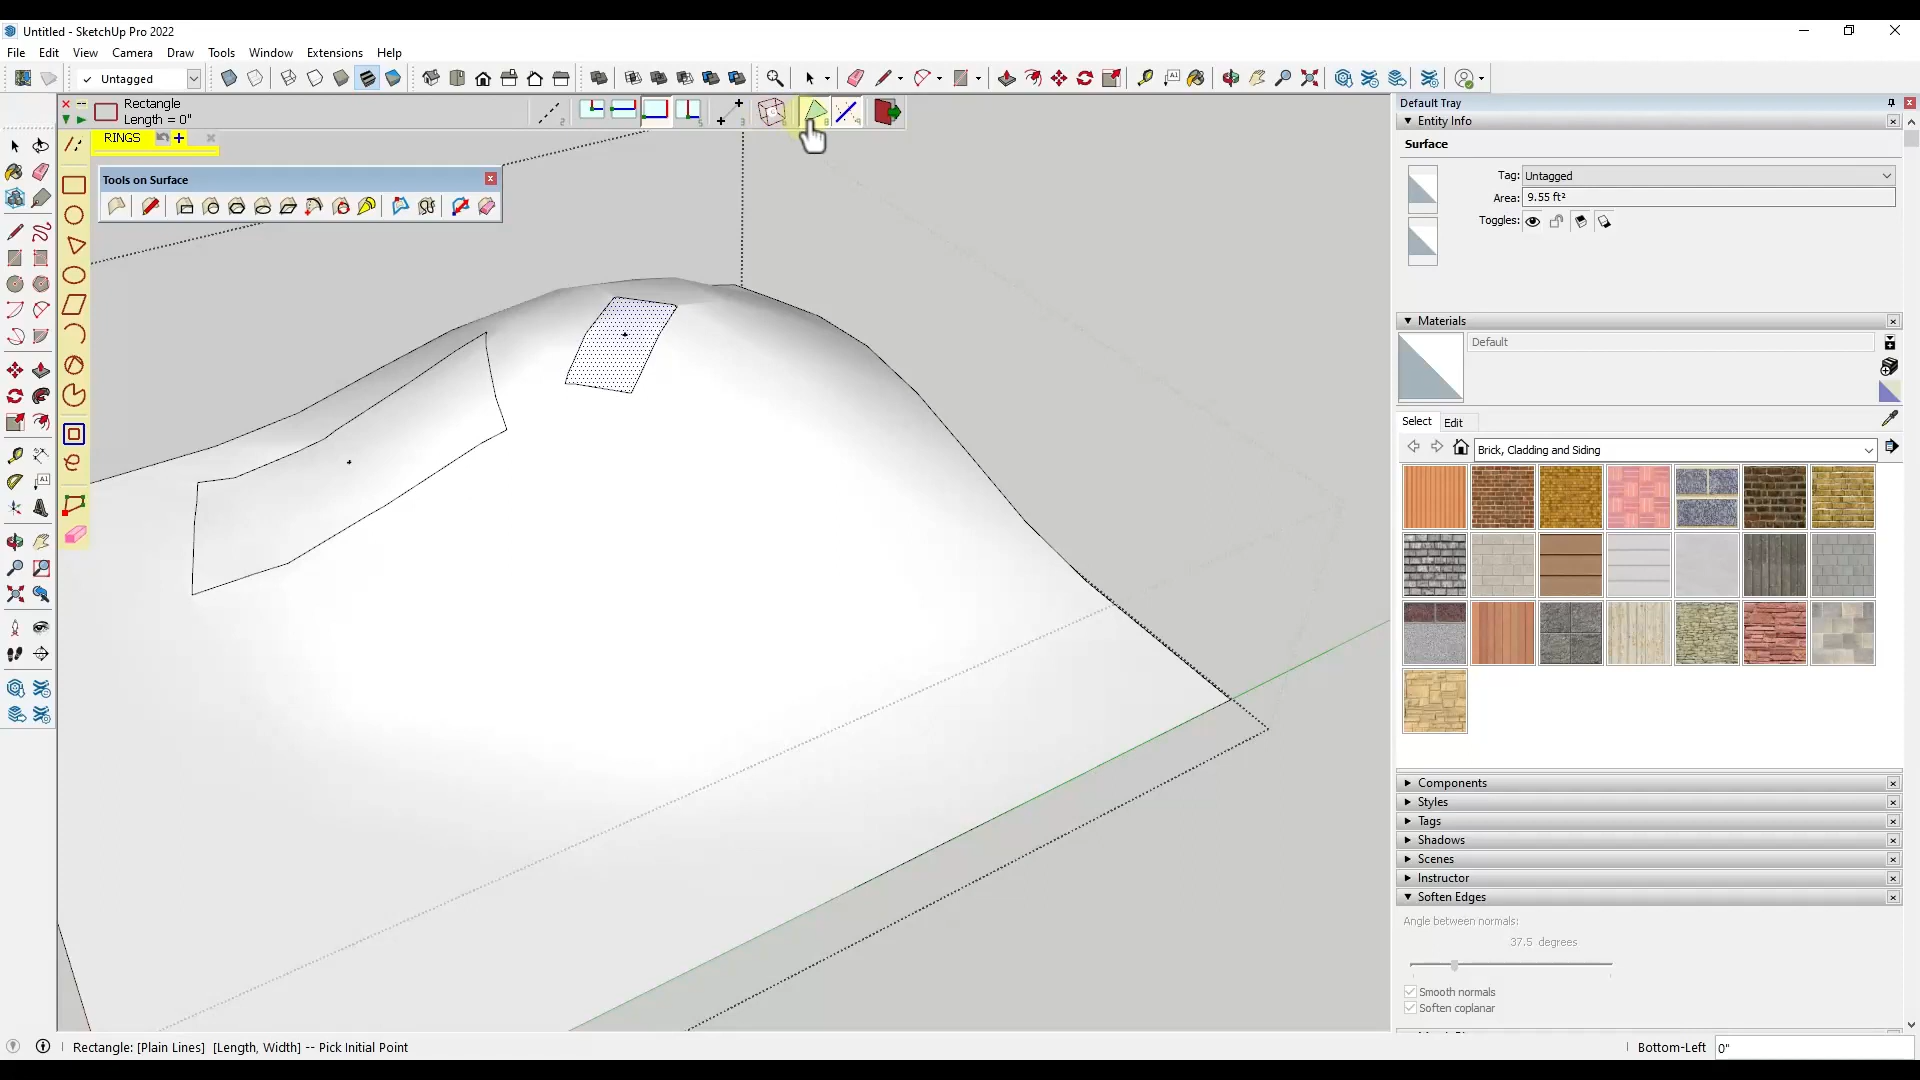 Untitled - SketchUp Pro 2022
File Edit View Camera Draw Tools Window Extensions Help
Untagged
Rectangle
Length = 0"
RINGS
Tools on Surface
Default Tray
Entity Info
Surface
Tag: Untagged
Area: 9.55 ft²
Toggles:
Materials
Default
Select Edit
Brick, Cladding and Siding
Components
Styles
Tags
Shadows
Scenes
Instructor
Soften Edges
Angle between normals:
37.5 degrees
Smooth normals
Soften coplanar
Rectangle: [Plain Lines] [Length, Width] -- Pick Initial Point
Bottom-Left 0"